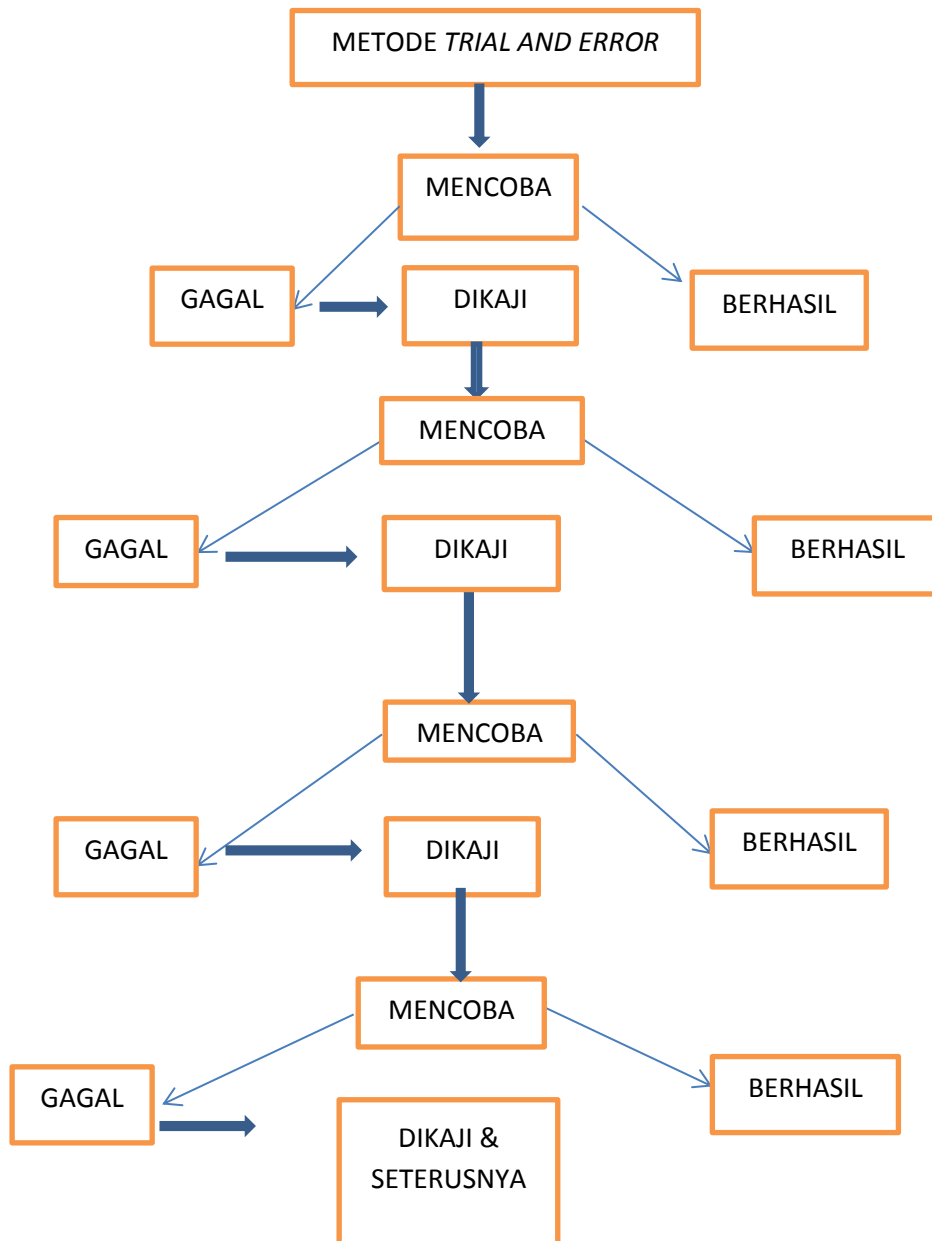 METODE TRIAL AND ERROR
MENCOBA
GAGAL
DIKAJI
BERHASIL
MENCOBA
GAGAL
DIKAJI
BERHASIL
MENCOBA
GAGAL
DIKAJI
BERHASIL
MENCOBA
GAGAL
BERHASIL
DIKAJI &
SETERUSNYA